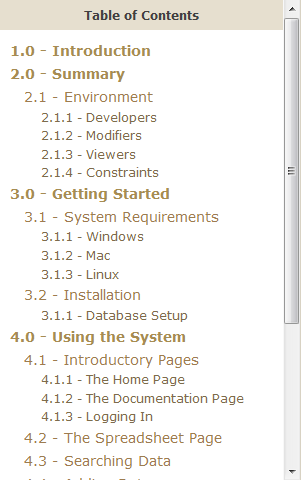 Table of Contents
1.0 - Introduction
2.0 - Summary
2.1 - Environment
2.1.1 - Developers
2.1.2 - Modifiers
2.1.3 - Viewers
2.1.4 - Constraints
3.0 - Getting Started
3.1 - System Requirements
3.1.1 - Windows
3.1.2 - Mac
3.1.3 - Linux
3.2 - Installation
3.1.1 - Database Setup
4.0 - Using the System
4.1 - Introductory Pages
4.1.1 - The Home Page
4.1.2 - The Documentation Page
4.1.3 - Logging In
4.2 - The Spreadsheet Page
4.3 - Searching Data